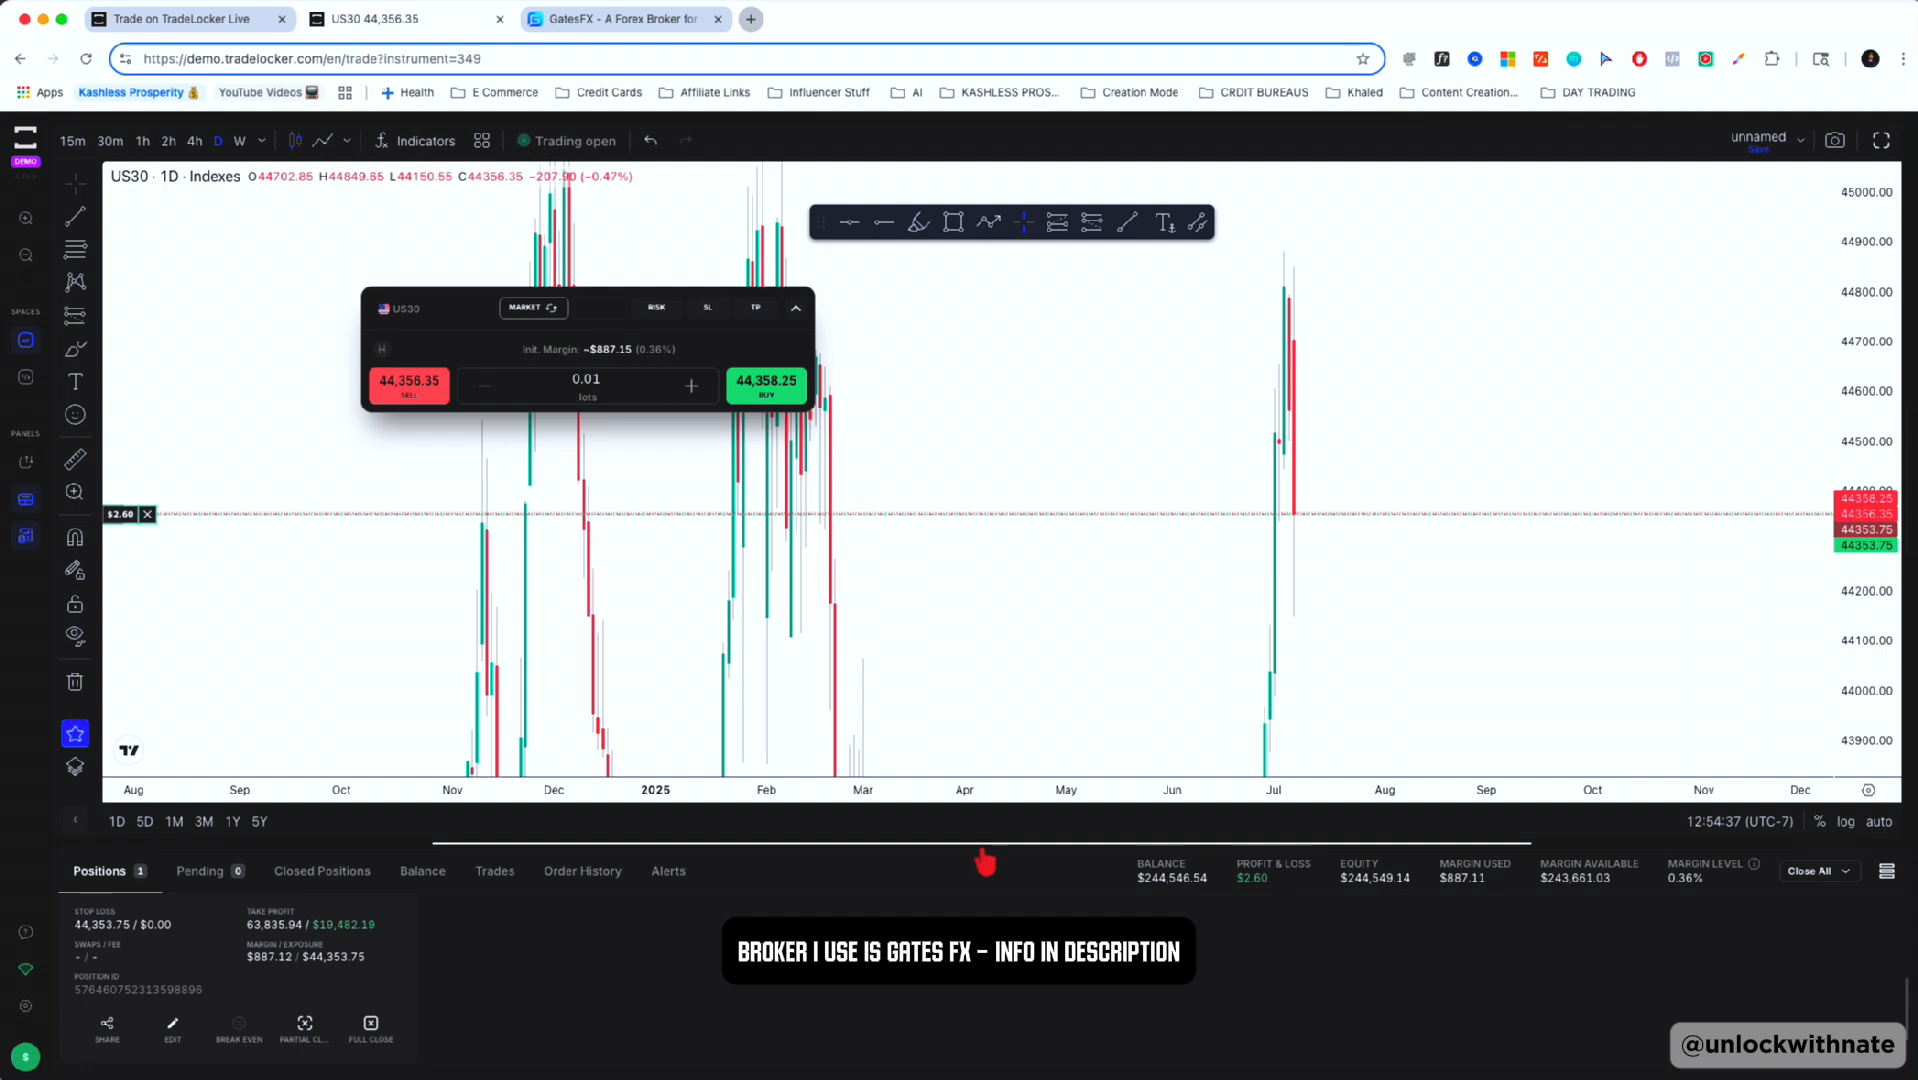 Trade on TradeLocker Live
US30 44,356.35
GatesFX - A Forex Broker for
https://demo.tradelocker.com/en/trade?instrument=349
Apps
Kashless Prosperity
YouTube Videos
Health
E Commerce
Credit Cards
Affiliate Links
Influencer Stuff
AI
KASHLESS PROS...
Creation Mode
CRDIT BUREAUS
Khaled
Content Creation...
DAY TRADING
DEMO
15m 30m 1h 2h 4h D W
Indicators
Trading open
unnamed
Save
US30 · 1D · Indexes O44702.85 H44849.65 L44150.55 C44356.35 −207.90 (−0.47%)
US30
MARKET
RISK
SL
TP
H
Init. Margin: ~$887.15 (0.36%)
44,356.35
SELL
0.01
lots
44,358.25
BUY
SPACES
PANELS
$2.60
45000.00
44900.00
44800.00
44700.00
44600.00
44500.00
44358.25
44356.35
44353.75
44353.75
44200.00
44100.00
44000.00
43900.00
Aug Sep Oct Nov Dec 2025 Feb Mar Apr May Jun Jul Aug Sep Oct Nov Dec
1D 5D 1M 3M 1Y 5Y
12:54:37 (UTC-7) % log auto
Positions 1
Pending 0
Closed Positions
Balance
Trades
Order History
Alerts
BALANCE
$244,546.54
PROFIT & LOSS
$2.60
EQUITY
$244,549.14
MARGIN USED
$887.11
MARGIN AVAILABLE
$243,661.03
MARGIN LEVEL
0.36%
Close All
STOP LOSS
44,353.75 / $0.00
TAKE PROFIT
63,835.94 / $19,482.19
SWAPS / FEE
- / -
MARGIN / EXPOSURE
$887.12 / $44,353.75
POSITION ID
576460752313598896
SHARE
EDIT
BREAK EVEN
PARTIAL CL...
FULL CLOSE
BROKER I USE IS GATES FX - INFO IN DESCRIPTION
@unlockwithnate